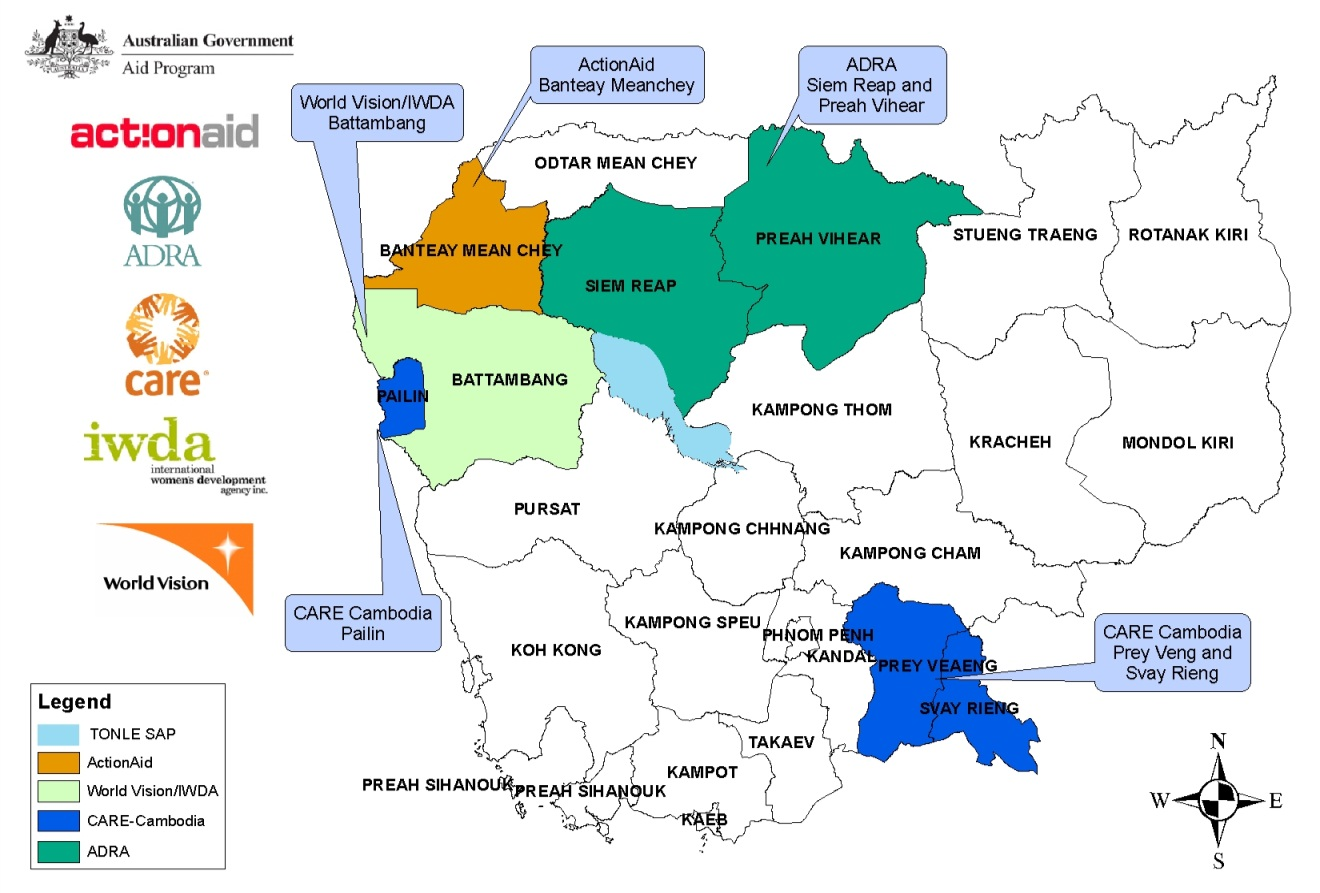 Australian Government
Aid Program
act!onaid
ADRA
care®
iwda
international
women's development
agency inc.
World Vision
World Vision/IWDA
Battambang
ActionAid
Banteay Meanchey
ADRA
Siem Reap and
Preah Vihear
ODTAR MEAN CHEY
BANTEAY MEAN CHEY
SIEM REAP
PREAH VIHEAR
STUENG TRAENG
ROTANAK KIRI
PAILIN
BATTAMBANG
KAMPONG THOM
KRACHEH
MONDOL KIRI
PURSAT
KAMPONG CHHNANG
KAMPONG CHAM
CARE Cambodia
Pailin
KOH KONG
KAMPONG SPEU
PHNOM PENH
KANDAL
PREY VEAENG
SVAY RIENG
CARE Cambodia
Prey Veng and
Svay Rieng
TAKAEV
KAMPOT
PREAH SIHANOUK
PREAH SIHANOUK
KAEB
Legend
TONLE SAP
ActionAid
World Vision/IWDA
CARE-Cambodia
ADRA
N
W
E
S